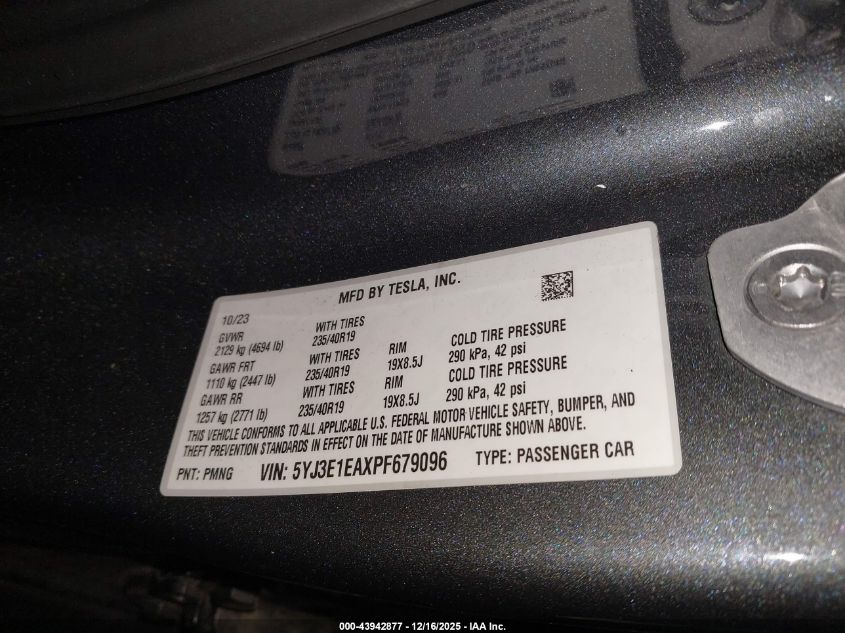 MFD BY TESLA, INC.
10/23
GVWR
2129 kg (4694 lb)
WITH TIRES
235/40R19
GAWR FRT
1110 kg (2447 lb)
WITH TIRES
235/40R19
RIM
19X8.5J
COLD TIRE PRESSURE
290 kPa, 42 psi
GAWR RR
1257 kg (2771 lb)
WITH TIRES
235/40R19
RIM
19X8.5J
COLD TIRE PRESSURE
290 kPa, 42 psi
THIS VEHICLE CONFORMS TO ALL APPLICABLE U.S. FEDERAL MOTOR VEHICLE SAFETY, BUMPER, AND
THEFT PREVENTION STANDARDS IN EFFECT ON THE DATE OF MANUFACTURE SHOWN ABOVE.
PNT: PMNG VIN: 5YJ3E1EAXPF679096 TYPE: PASSENGER CAR
000-43942877 - 12/16/2025 - IAA Inc.